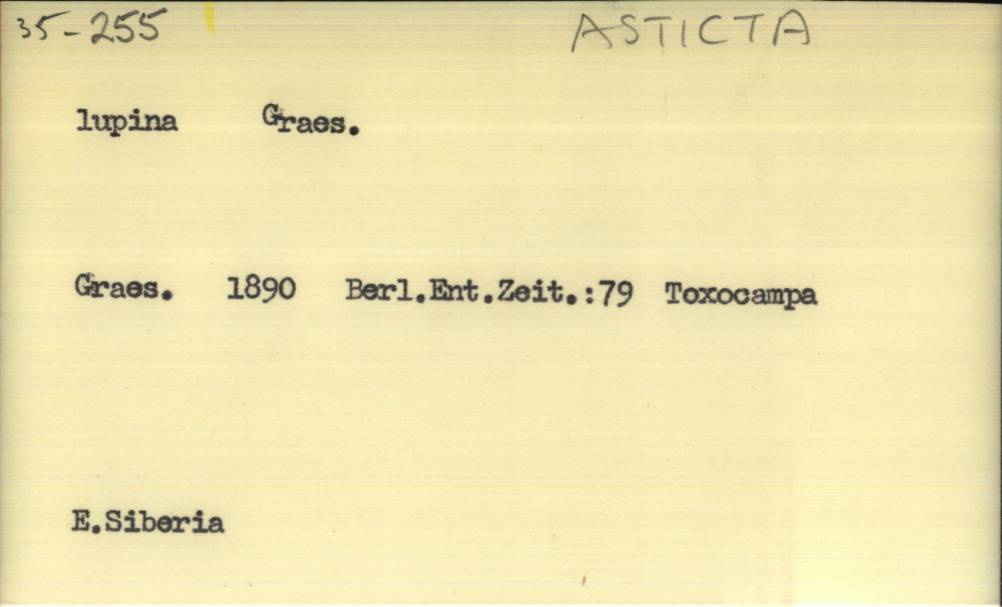 35-255 ASTICTA
lupina Graes.
Graes. 1890 Berl.Ent.Zeit.:79 Toxocampa
E.Siberia